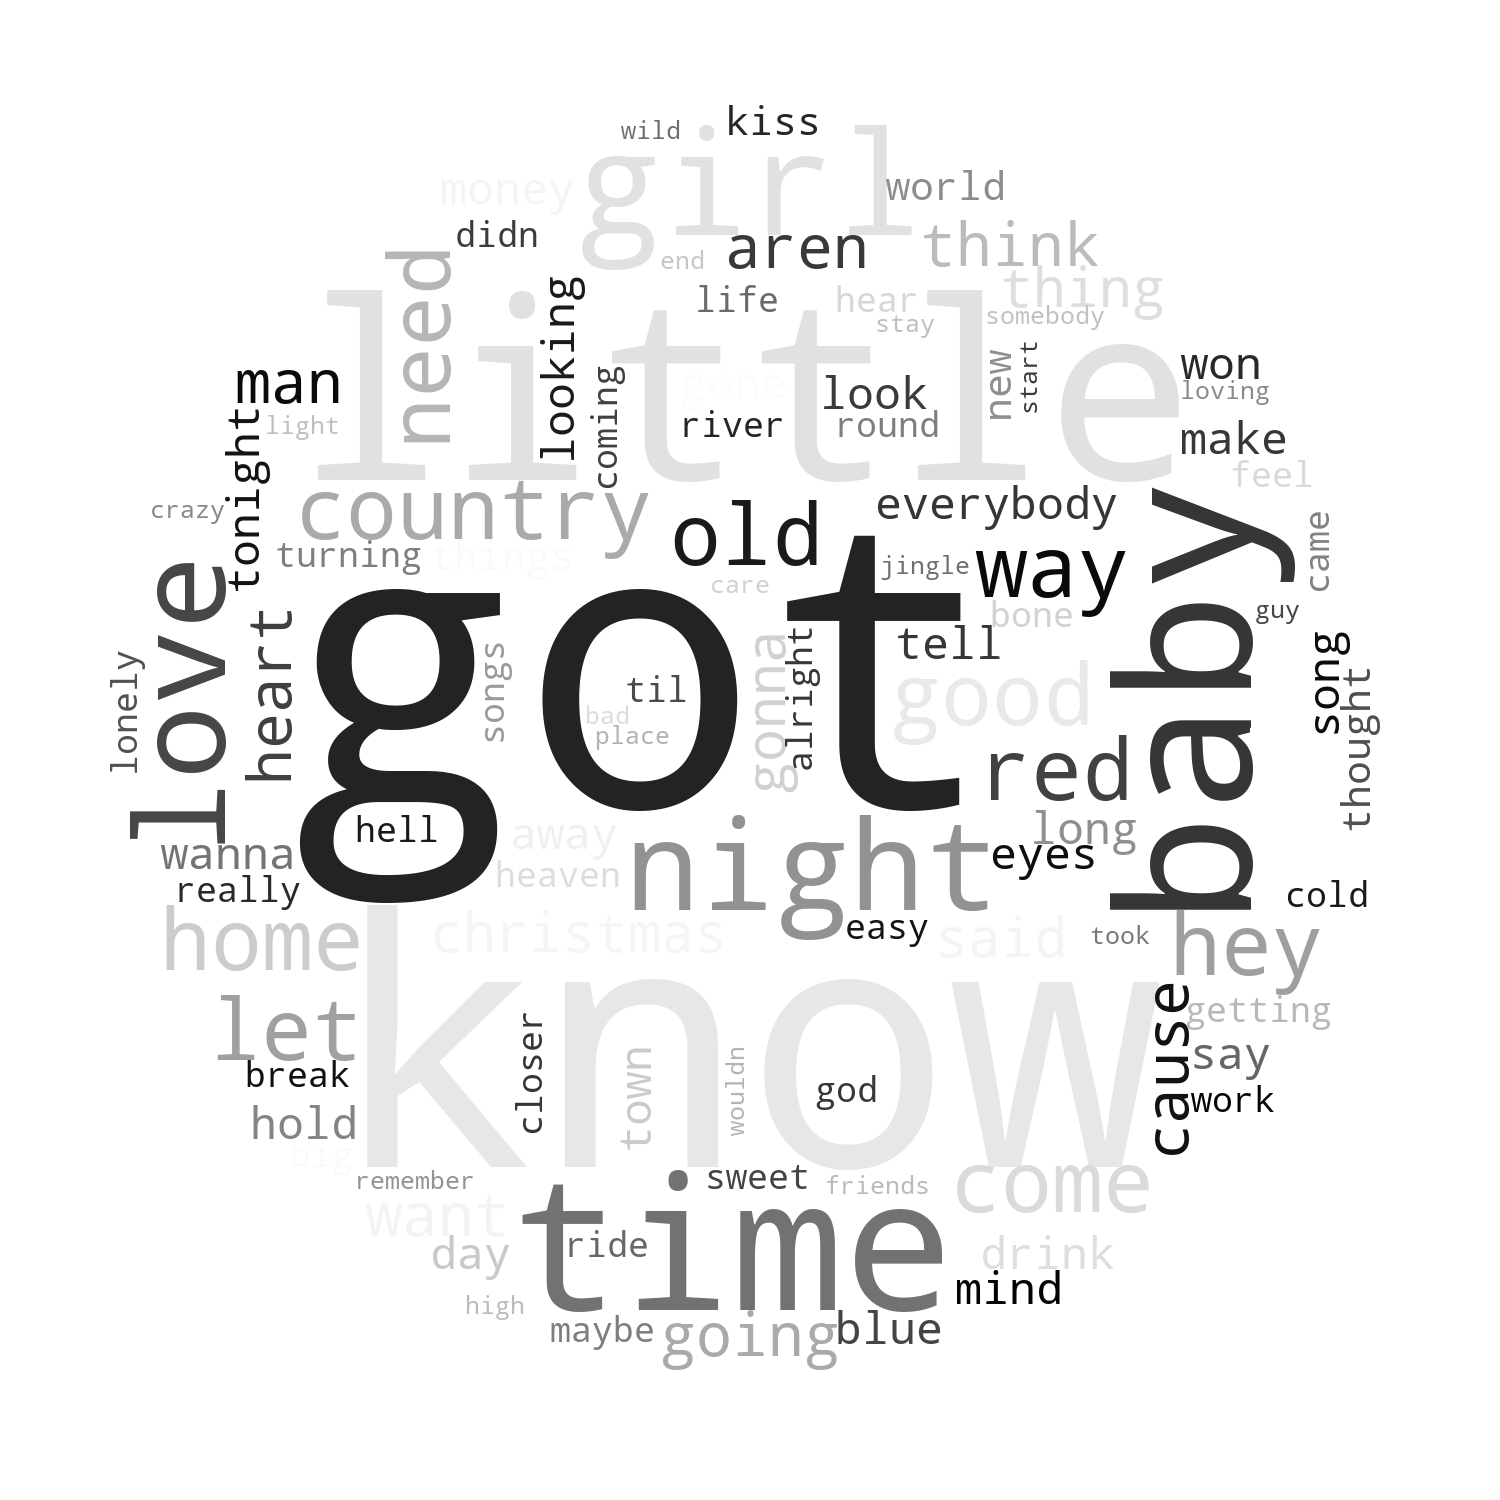 kiss
wild
girl
money
world
didn
aren
think
need
end
thing
looking
life
hear
little
stay
somebody
man
coming
gone
look
new
start
won
loving
tonight
light
river
round
make
feel
country
old
everybody
crazy
way
baby
came
turning
things
got
jingle
love
care
bone
guy
heart
songs
til
gonna
alright
tell
good
song
lonely
bad
place
thought
red
hell
away
night
long
wanna
heaven
eyes
really
cold
home
christmas
easy
said
took
hey
know
let
closer
town
wouldn
god
cause
getting
say
break
work
hold
big
remember
sweet
friends
come
want
time
day
ride
drink
high
mind
maybe
going
blue